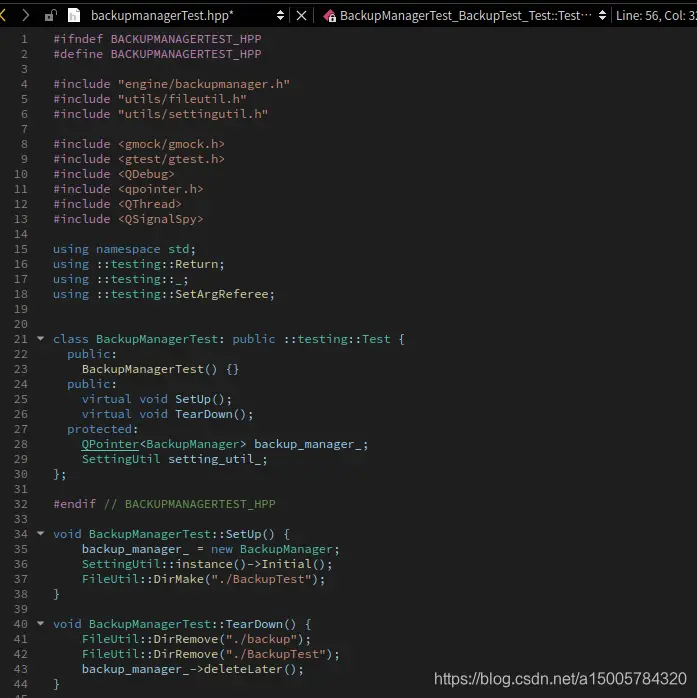 backupmanagerTest.hpp* BackupManagerTest_BackupTest_Test::Test··· Line: 56, Col: 3
1 #ifndef BACKUPMANAGERTEST_HPP
2 #define BACKUPMANAGERTEST_HPP
3
4 #include "engine/backupmanager.h"
5 #include "utils/fileutil.h"
6 #include "utils/settingutil.h"
7
8 #include <gmock/gmock.h>
9 #include <gtest/gtest.h>
10 #include <QDebug>
11 #include <qpointer.h>
12 #include <QThread>
13 #include <QSignalSpy>
14
15 using namespace std;
16 using ::testing::Return;
17 using ::testing::_;
18 using ::testing::SetArgReferee;
19
20
21 class BackupManagerTest: public ::testing::Test {
22 public:
23 BackupManagerTest() {}
24 public:
25 virtual void SetUp();
26 virtual void TearDown();
27 protected:
28 QPointer<BackupManager> backup_manager_;
29 SettingUtil setting_util_;
30 };
31
32 #endif // BACKUPMANAGERTEST_HPP
33
34 void BackupManagerTest::SetUp() {
35 backup_manager_ = new BackupManager;
36 SettingUtil::instance()->Initial();
37 FileUtil::DirMake("./BackupTest");
38 }
39
40 void BackupManagerTest::TearDown() {
41 FileUtil::DirRemove("./backup");
42 FileUtil::DirRemove("./BackupTest");
43 backup_manager_->deleteLater();
44 }
https://blog.csdn.net/a15005784320